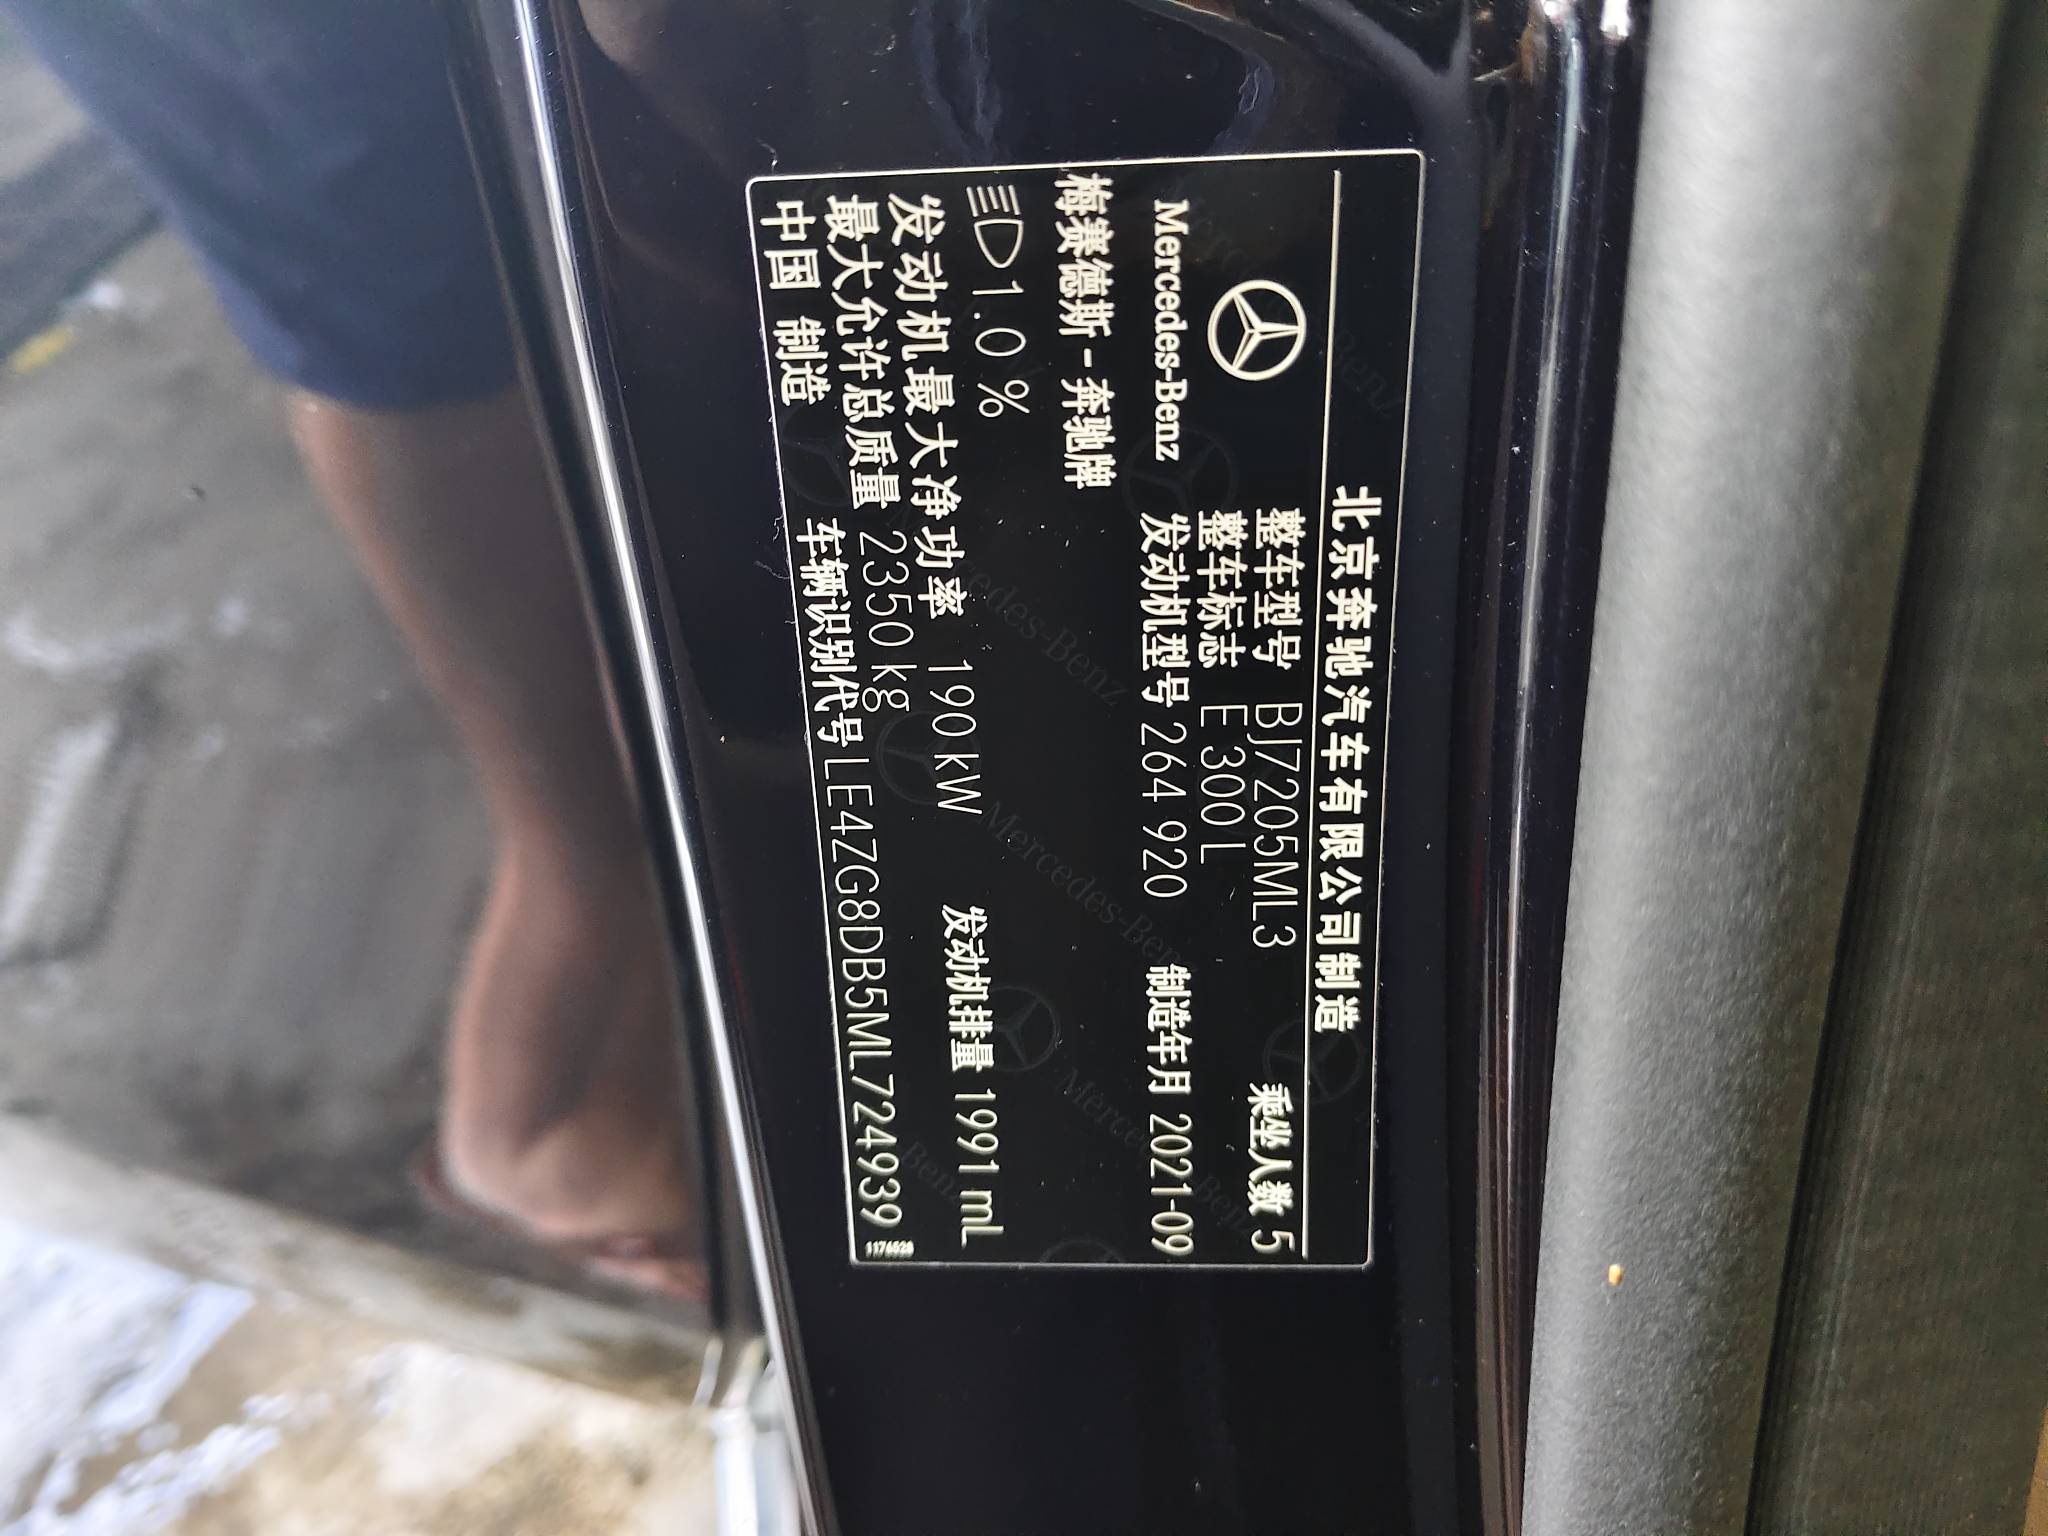 北京奔驰汽车有限公司制造
整车型号 BJ7205ML3 乘坐人数 5
整车标志 E 300 L
Mercedes-Benz 发动机型号 264 920 制造年月 2021-09
梅赛德斯-奔驰牌
1.0 %
发动机最大净功率 190 kW 发动机排量 1991 mL
最大允许总质量 2350 kg
中国 制造 车辆识别代号 LE4ZG8DB5ML724939
1176528